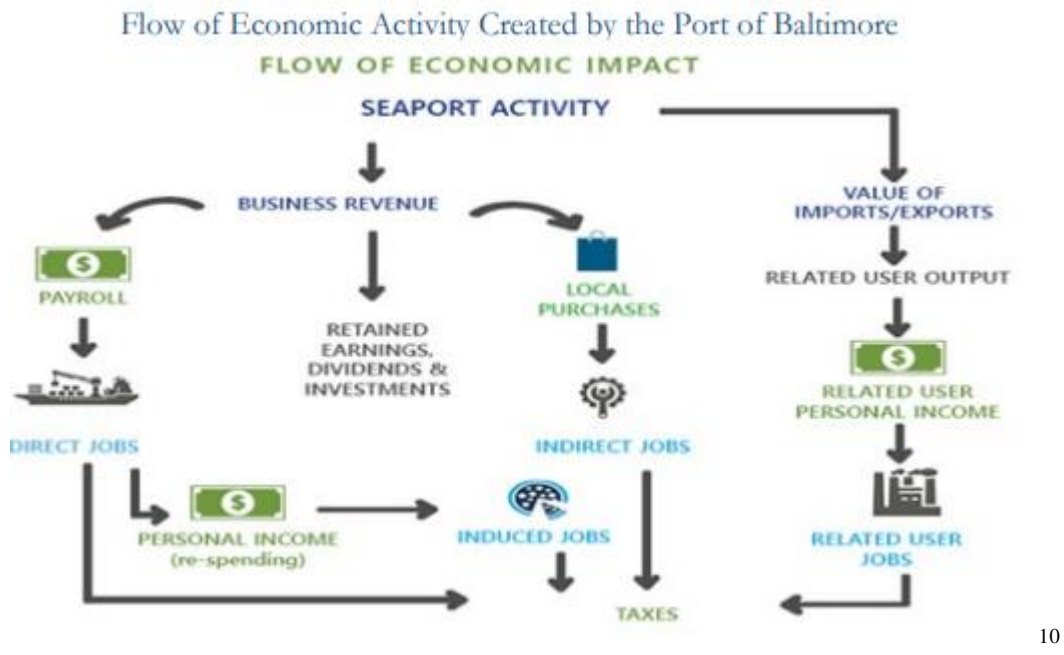 Flow of Economic Activity Created by the Port of Baltimore
FLOW OF ECONOMIC IMPACT
SEAPORT ACTIVITY
BUSINESS REVENUE
VALUE OF
IMPORTS/EXPORTS
$
PAYROLL
LOCAL
PURCHASES
RELATED USER OUTPUT
RETAINED
EARNINGS,
DIVIDENDS &
INVESTMENTS
$
RELATED USER
PERSONAL INCOME
DIRECT JOBS
INDIRECT JOBS
$
PERSONAL INCOME
(re-spending)
INDUCED JOBS
RELATED USER
JOBS
TAXES
10